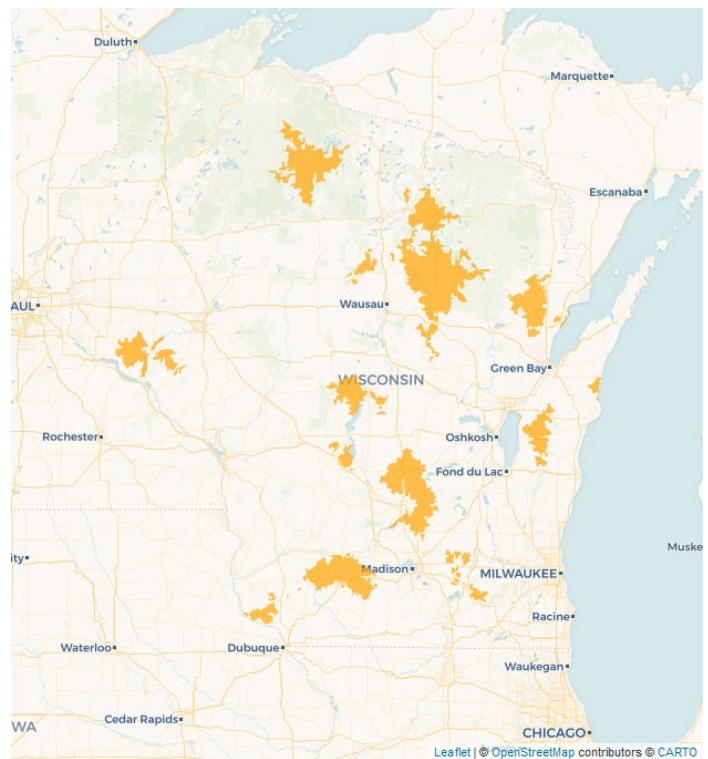 Duluth
Marquette
Escanaba
AUL
Wausau
WISCONSIN
Green Bay
Rochester
Oshkosh
Fond du Lac
ity
Madison
MILWAUKEE
Muske
Racine
Waterloo
Dubuque
Waukegan
Cedar Rapids
WA
CHICAGO
Leaflet | © OpenStreetMap contributors © CARTO